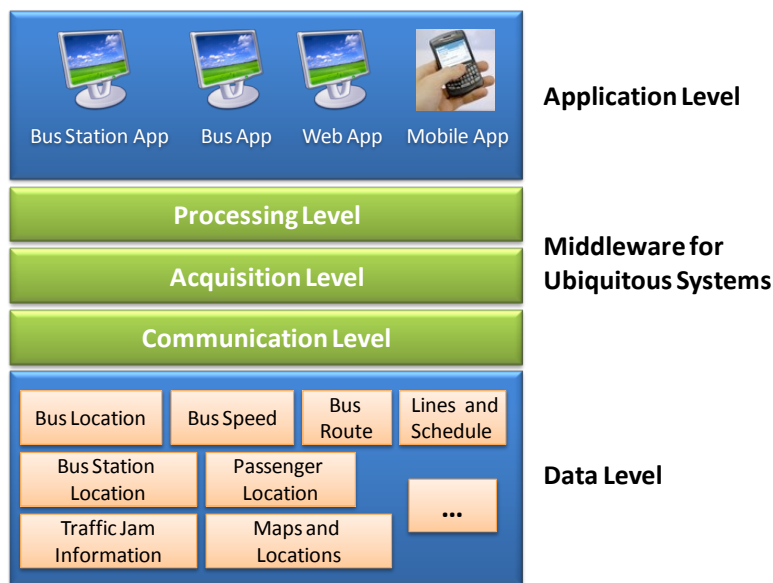 Bus Station App
Bus App
Web App
Mobile App
Application Level
Processing Level
Acquisition Level
Communication Level
Middleware for
Ubiquitous Systems
Bus Location
Bus Speed
Bus
Route
Lines and
Schedule
Bus Station
Location
Passenger
Location
...
Traffic Jam
Information
Maps and
Locations
Data Level